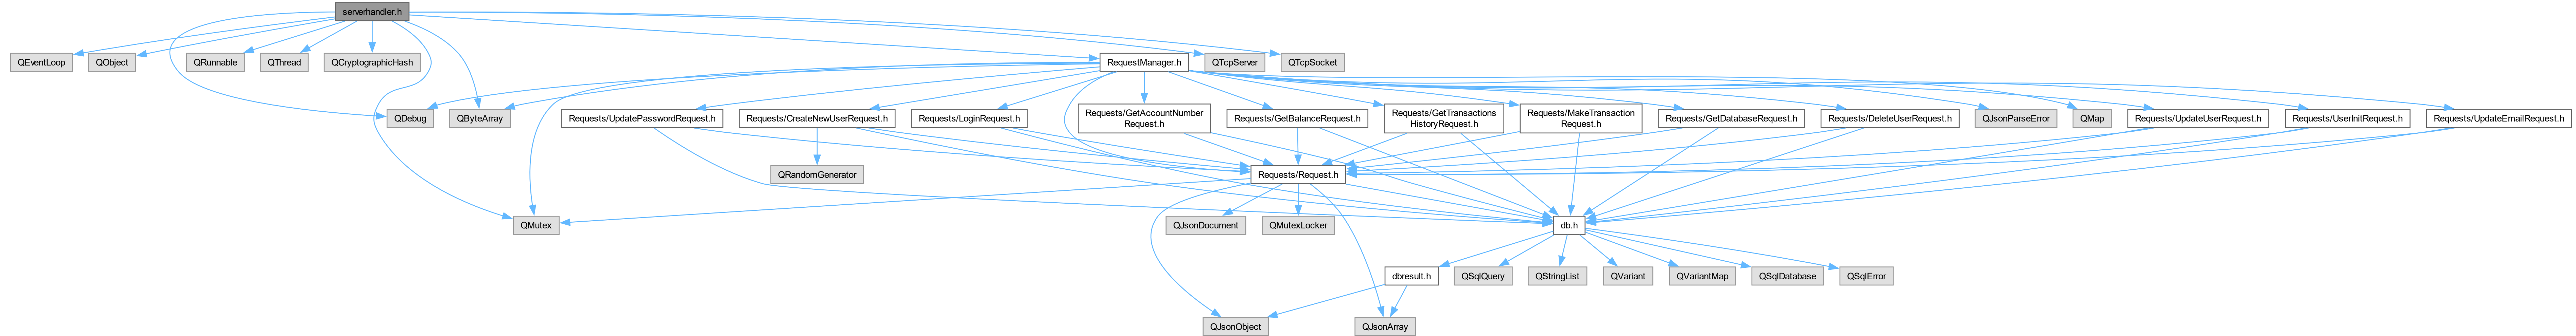 serverhandler.h
QEventLoop
QObject
QRunnable
QThread
QCryptographicHash
RequestManager.h
QTcpServer
QTcpSocket
QDebug
QByteArray
Requests/UpdatePasswordRequest.h
Requests/CreateNewUserRequest.h
Requests/LoginRequest.h
Requests/GetAccountNumber
Request.h
Requests/GetBalanceRequest.h
Requests/GetTransactions
HistoryRequest.h
Requests/MakeTransaction
Request.h
Requests/GetDatabaseRequest.h
Requests/DeleteUserRequest.h
QJsonParseError
QMap
Requests/UpdateUserRequest.h
Requests/UserInitRequest.h
Requests/UpdateEmailRequest.h
QRandomGenerator
Requests/Request.h
QMutex
QJsonDocument
QMutexLocker
db.h
dbresult.h
QSqlQuery
QStringList
QVariant
QVariantMap
QSqlDatabase
QSqlError
QJsonObject
QJsonArray